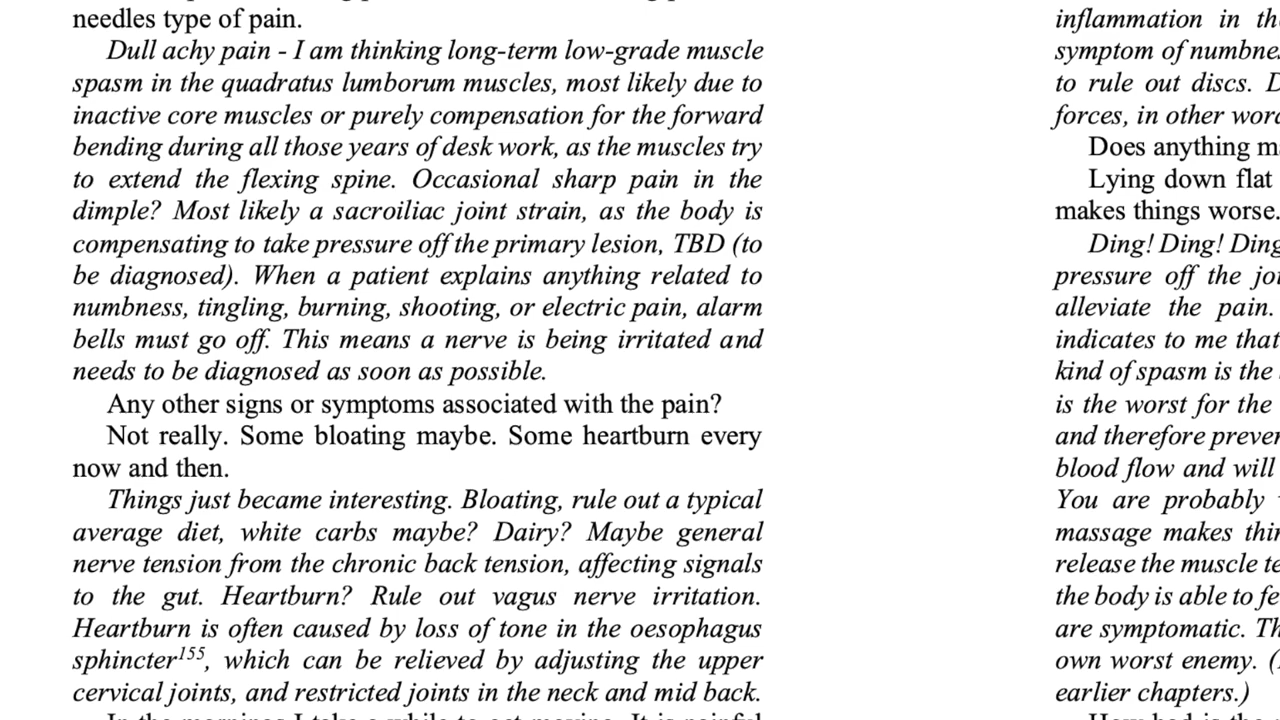 needles type of pain.
Dull achy pain - I am thinking long-term low-grade muscle
spasm in the quadratus lumborum muscles, most likely due to
inactive core muscles or purely compensation for the forward
bending during all those years of desk work, as the muscles try
to extend the flexing spine. Occasional sharp pain in the
dimple? Most likely a sacroiliac joint strain, as the body is
compensating to take pressure off the primary lesion, TBD (to
be diagnosed). When a patient explains anything related to
numbness, tingling, burning, shooting, or electric pain, alarm
bells must go off. This means a nerve is being irritated and
needs to be diagnosed as soon as possible.
Any other signs or symptoms associated with the pain?
Not really. Some bloating maybe. Some heartburn every
now and then.
Things just became interesting. Bloating, rule out a typical
average diet, white carbs maybe? Dairy? Maybe general
nerve tension from the chronic back tension, affecting signals
to the gut. Heartburn? Rule out vagus nerve irritation.
Heartburn is often caused by loss of tone in the oesophagus
sphincter155, which can be relieved by adjusting the upper
cervical joints, and restricted joints in the neck and mid back.
inflammation in
symptom of
to rule out discs.
forces, in other
Does anything
Lying down flat
makes things worse.
Ding! Ding! Ding
pressure off the
alleviate the pain.
indicates to me that
kind of spasm is the
is the worst for the
and therefore
blood flow and will
You are probably
massage makes
release the muscle
the body is able to
are symptomatic.
own worst enemy. (
earlier chapters.)